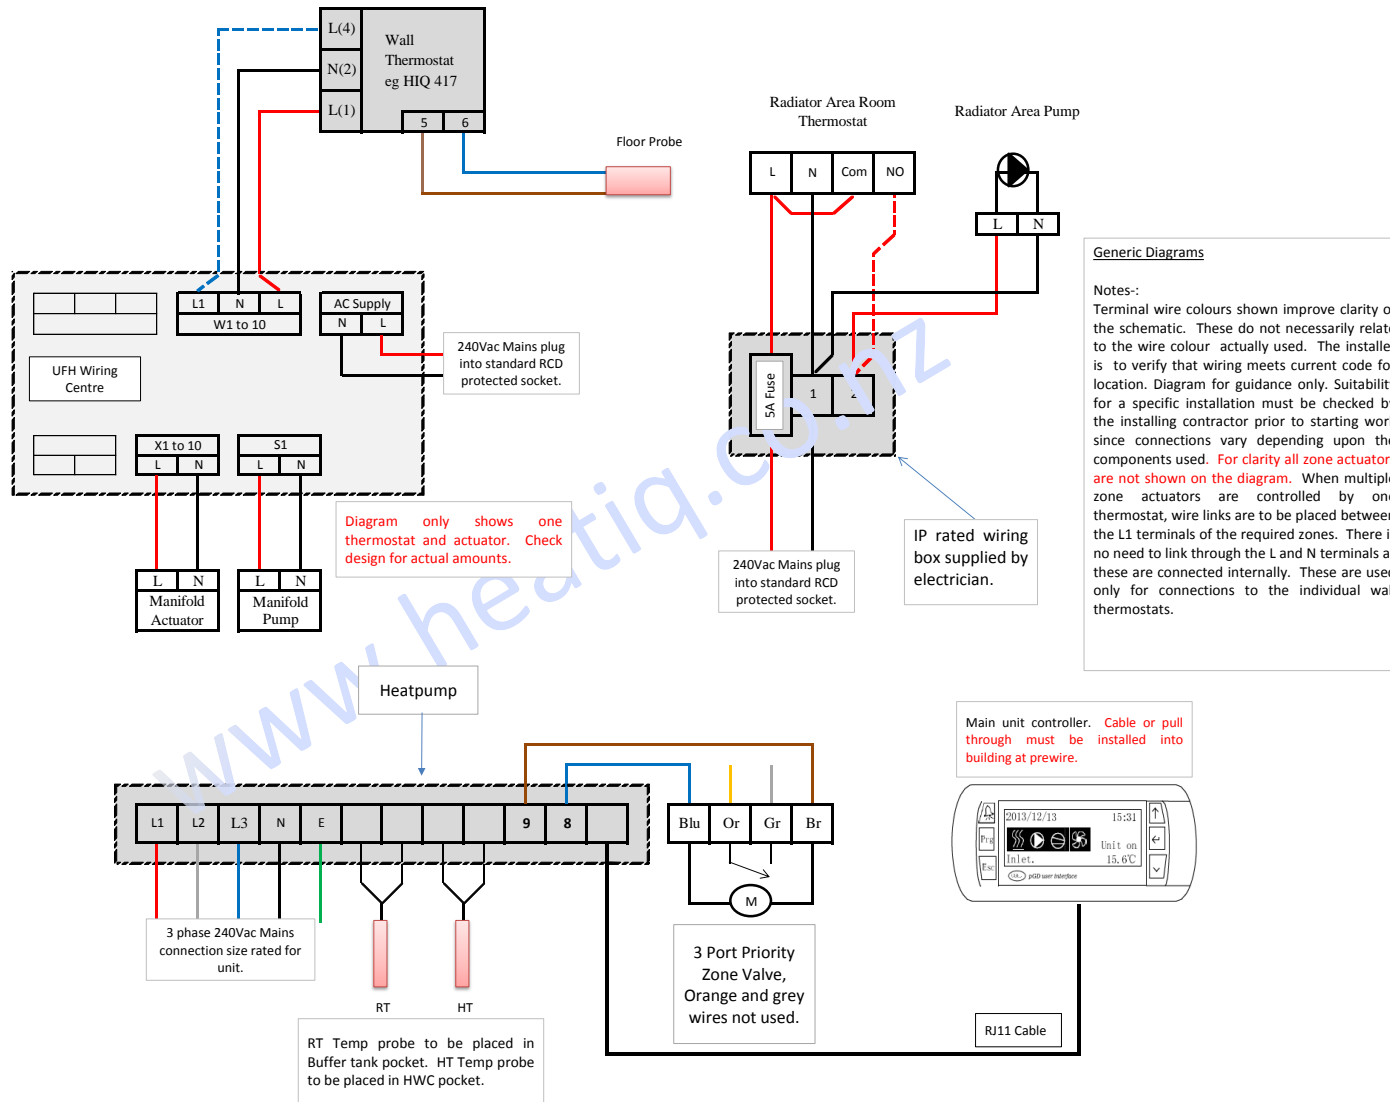 L(4)
N(2)
L(1)
Wall
Thermostat
eg HIQ 417
5 6
Floor Probe
Radiator Area Room
Thermostat
L N Com NO
Radiator Area Pump
L N
L1 N L
W1 to 10
AC Supply
N L
UFH Wiring
Centre
240Vac Mains plug
into standard RCD
protected socket.
X1 to 10
L N
S1
L N
Diagram only shows one
thermostat and actuator. Check
design for actual amounts.
L N
Manifold
Actuator
L N
Manifold
Pump
5A Fuse
1 2
240Vac Mains plug
into standard RCD
protected socket.
IP rated wiring
box supplied by
electrician.
Generic Diagrams
Notes-:
Terminal wire colours shown improve clarity
the schematic. These do not necessarily
to the wire colour actually used. The
is to verify that wiring meets current code
location. Diagram for guidance only.
for a specific installation must be checked
the installing contractor prior to starting
since connections vary depending upon
components used. For clarity all zone
are not shown on the diagram. When
zone actuators are controlled by
thermostat, wire links are to be placed
the L1 terminals of the required zones. There
no need to link through the L and N terminals
these are connected internally. These are
only for connections to the individual
thermostats.
www.heatiq.co.nz
Heatpump
L1 L2 L3 N E 9 8
3 phase 240Vac Mains
connection size rated for
unit.
RT HT
RT Temp probe to be placed in
Buffer tank pocket. HT Temp probe
to be placed in HWC pocket.
Blu Or Gr Br
M
3 Port Priority
Zone Valve,
Orange and grey
wires not used.
Main unit controller. Cable or pull
through must be installed into
building at prewire.
2013/12/13 15:31
Prg
Unit on
Esc
Inlet. 15.6℃
pGD user interface
RJ11 Cable